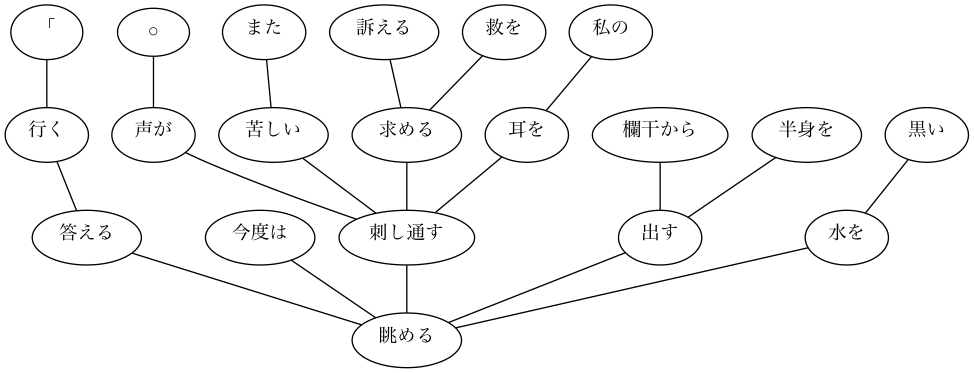 「
。
また
訴える
救を
私の
行く
声が
苦しい
求める
耳を
欄干から
半身を
黒い
答える
今度は
刺し通す
出す
水を
眺める